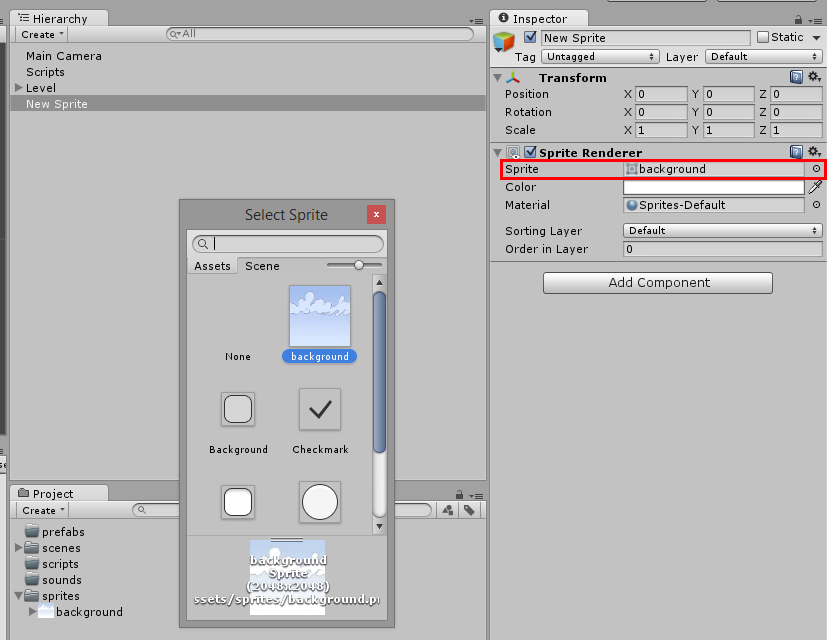 Hierarchy
Create
All
Main Camera
Scripts
Level
New Sprite
Select Sprite
x
Assets Scene
None
background
Background
Checkmark
background
Sprite
(2048x2048)
ssets/sprites/background.p
Project
Create
prefabs
scenes
scripts
sounds
sprites
background
Inspector
New Sprite
Static
Tag Untagged Layer Default
Transform
Position X 0 Y 0 Z 0
Rotation X 0 Y 0 Z 0
Scale X 1 Y 1 Z 1
Sprite Renderer
Sprite background
Color
Material Sprites-Default
Sorting Layer Default
Order in Layer 0
Add Component